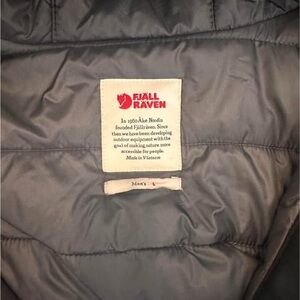 FJÄLL
RÄVEN
In 1960 Åke Nordin
founded Fjällräven. Since
then we have been developing
outdoor equipment with the
goal of making nature more
accessible for people.
Made in Vietnam
Men's L